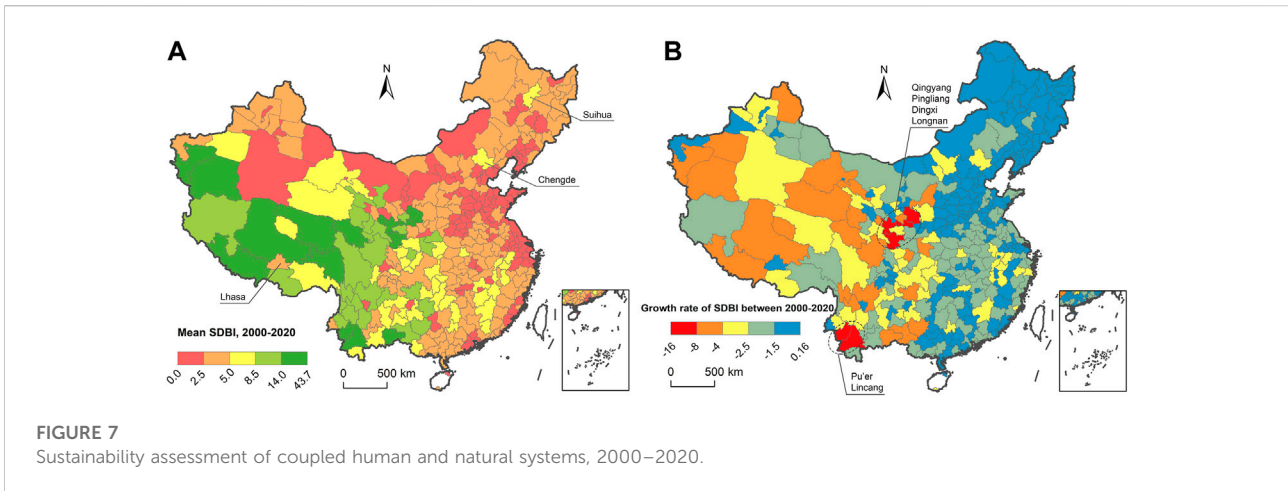 A
N
Suihua
Chengde
Lhasa
Mean SDBI, 2000-2020
0.0
2.5
5.0
8.5
14.0
43.7
0 500 km
B
N
Qingyang
Pingliang
Dingxi
Longnan
Growth rate of SDBI between 2000-2020
-16
-8
-4
-2.5
-1.5
0.16
0 500 km
Pu'er
Lincang
FIGURE 7
Sustainability assessment of coupled human and natural systems, 2000–2020.